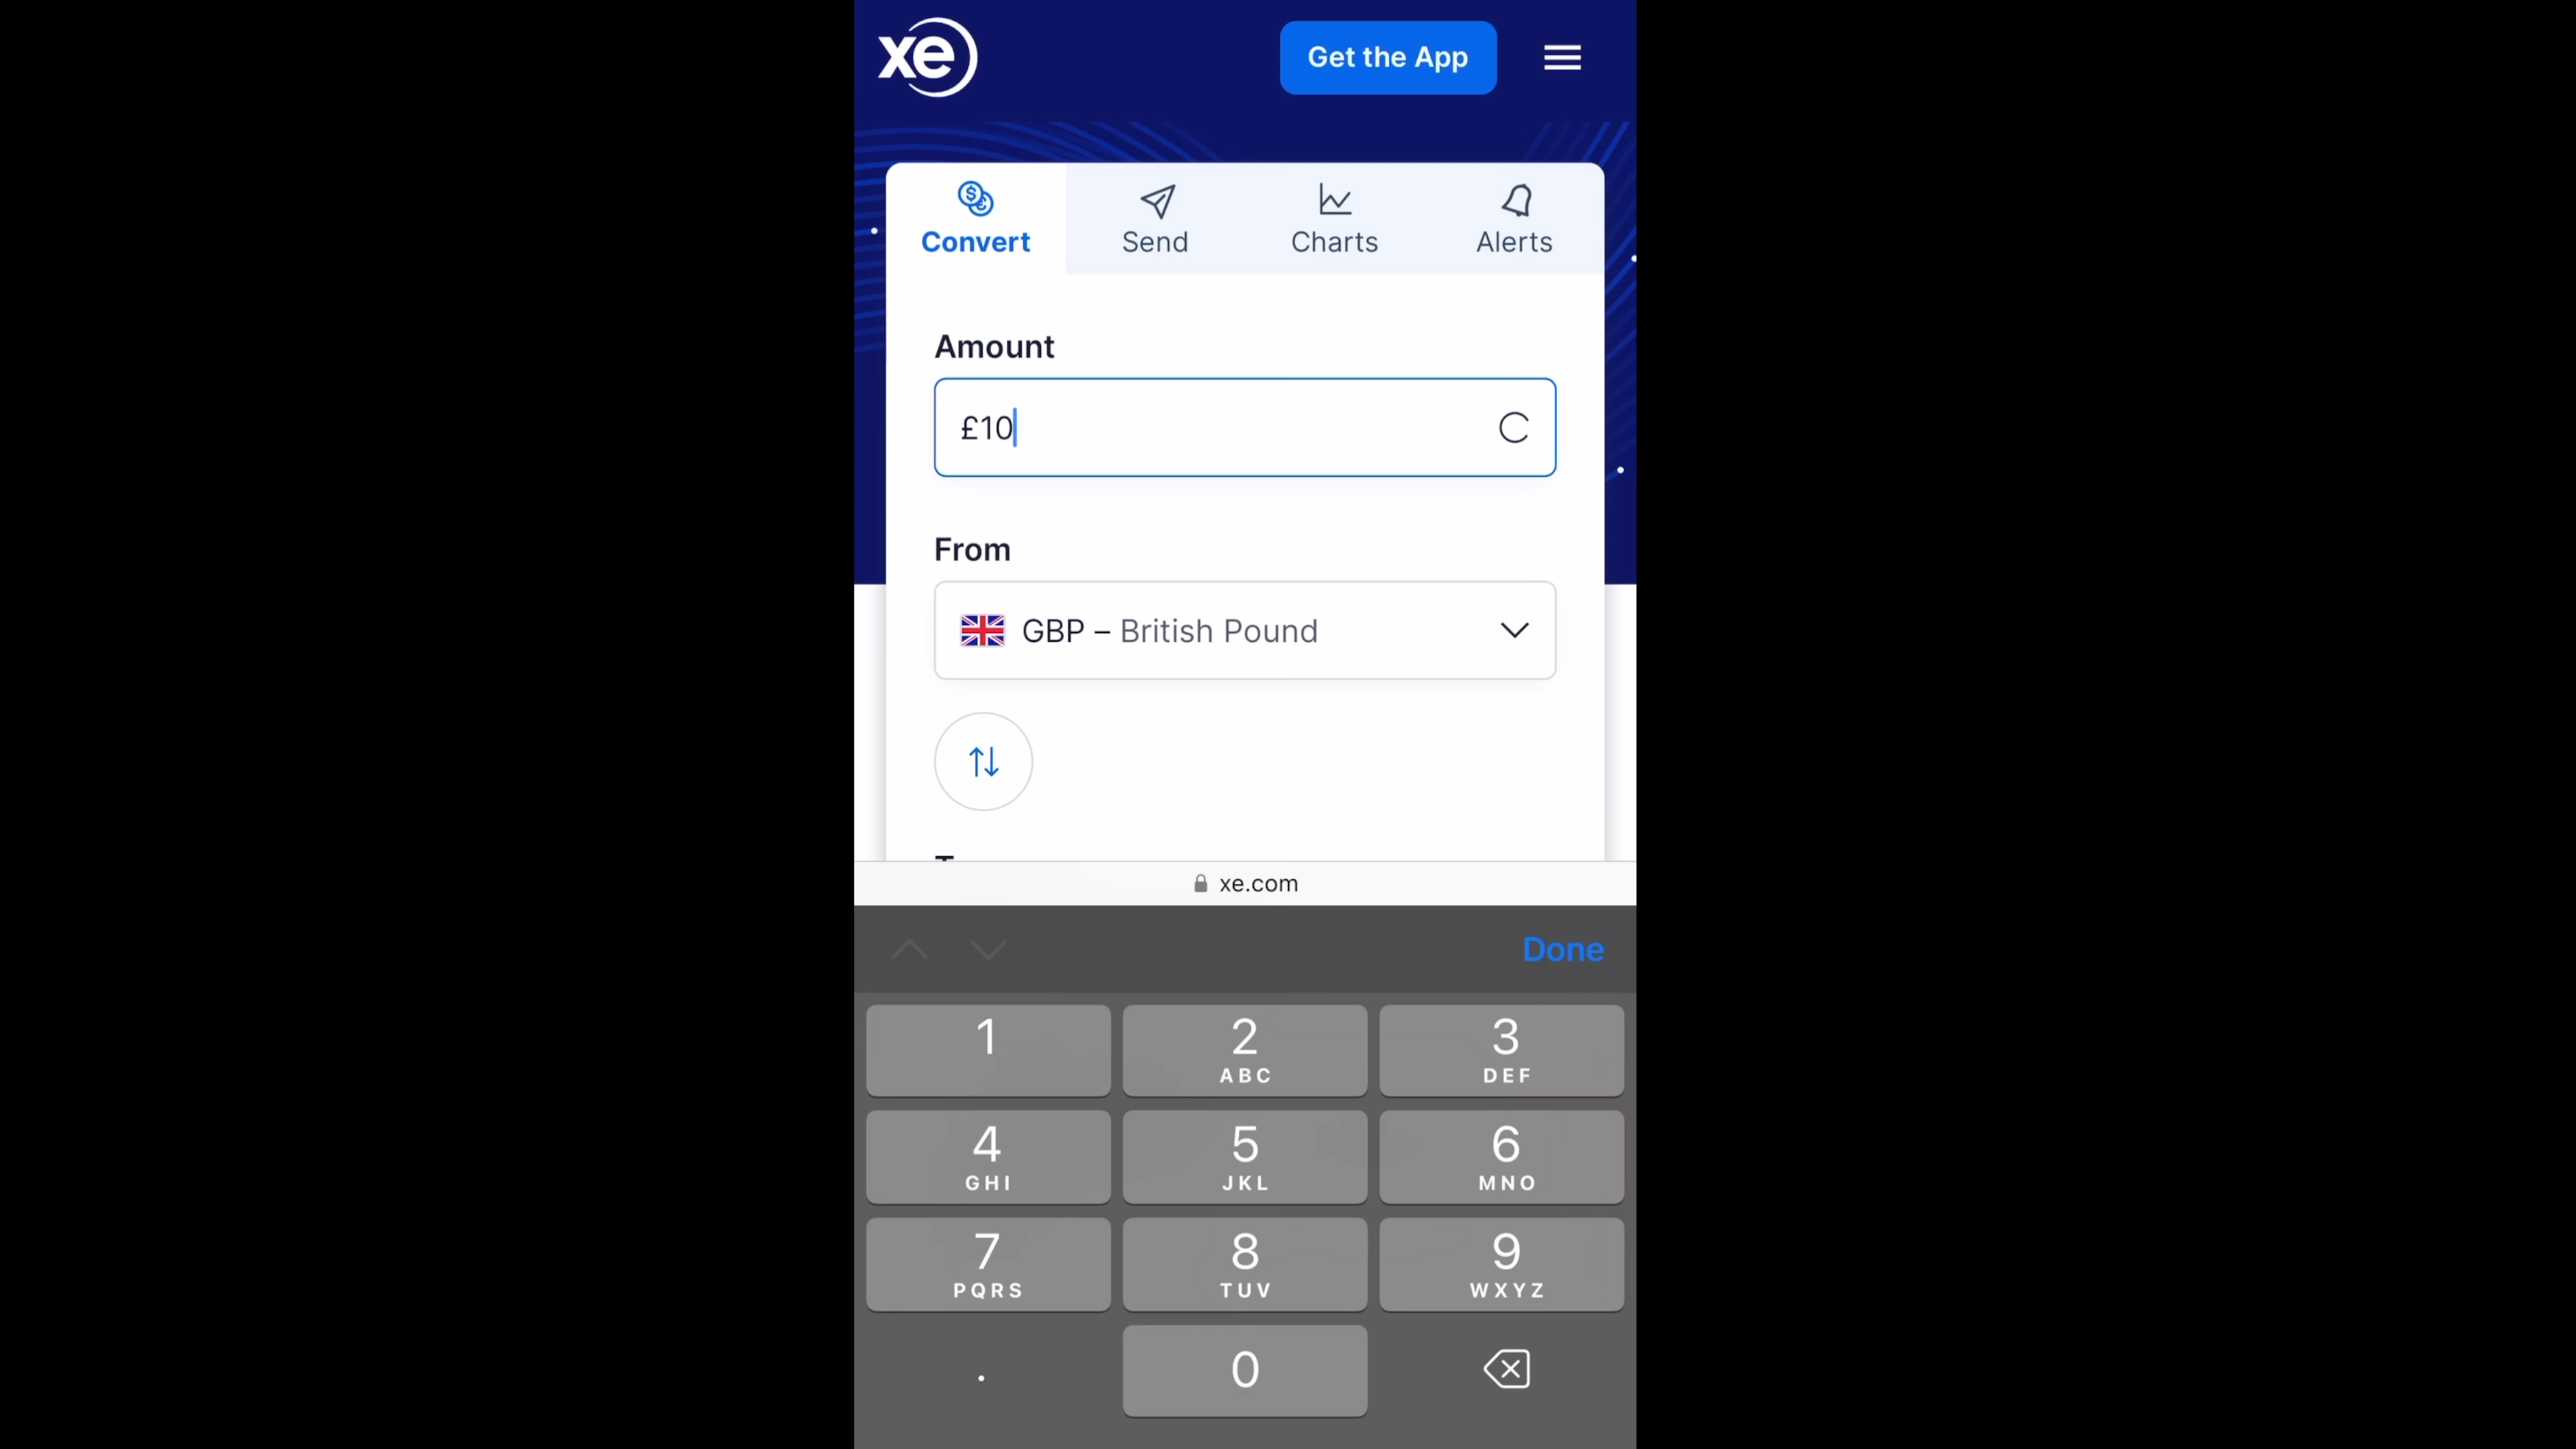 xe
Get the App
Convert
Send
Charts
Alerts
Amount
£10
From
GBP – British Pound
xe.com
Done
1
2
ABC
3
DEF
4
GHI
5
JKL
6
MNO
7
PQRS
8
TUV
9
WXYZ
.
0